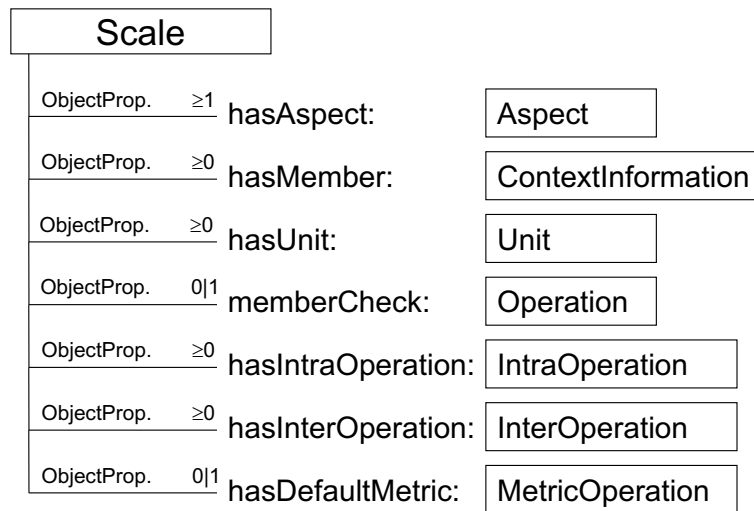 Scale
ObjectProp. ≥1 hasAspect: Aspect
ObjectProp. ≥0 hasMember: ContextInformation
ObjectProp. ≥0 hasUnit: Unit
ObjectProp. 0|1 memberCheck: Operation
ObjectProp. ≥0 hasIntraOperation: IntraOperation
ObjectProp. ≥0 hasInterOperation: InterOperation
ObjectProp. 0|1 hasDefaultMetric: MetricOperation